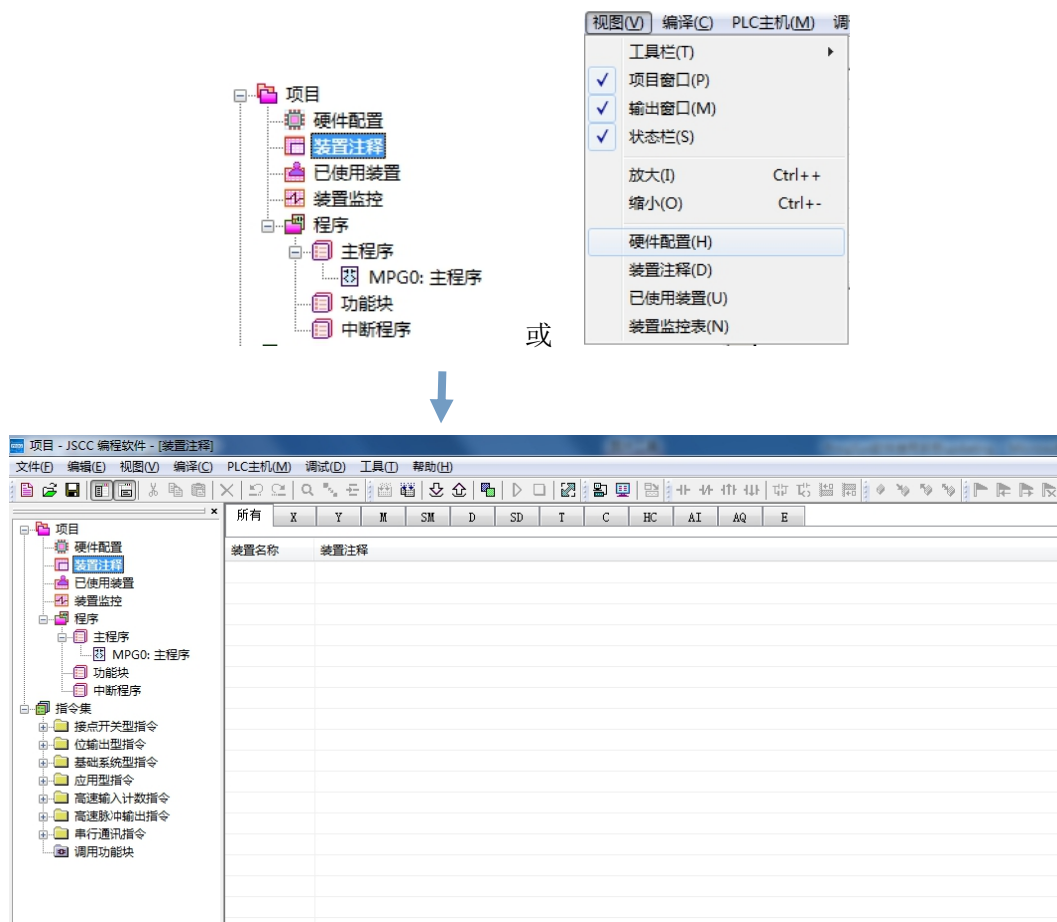 项目
硬件配置
装置注释
已使用装置
装置监控
程序
主程序
MPG0: 主程序
功能块
中断程序
或
视图(V) 编译(C) PLC主机(M) 调
工具栏(T)
项目窗口(P)
输出窗口(M)
状态栏(S)
放大(I) Ctrl++
缩小(O) Ctrl+-
硬件配置(H)
装置注释(D)
已使用装置(U)
装置监控表(N)
项目 - JSCC 编程软件 - [装置注释]
文件(F) 编辑(E) 视图(V) 编译(C) PLC主机(M) 调试(D) 工具(T) 帮助(H)
所有 X Y M SM D SD T C HC AI AQ E
装置名称 装置注释
项目
硬件配置
装置注释
已使用装置
装置监控
程序
主程序
MPG0: 主程序
功能块
中断程序
指令集
接点开关型指令
位输出型指令
基础系统型指令
应用型指令
高速输入计数指令
高速脉冲输出指令
串行通讯指令
调用功能块